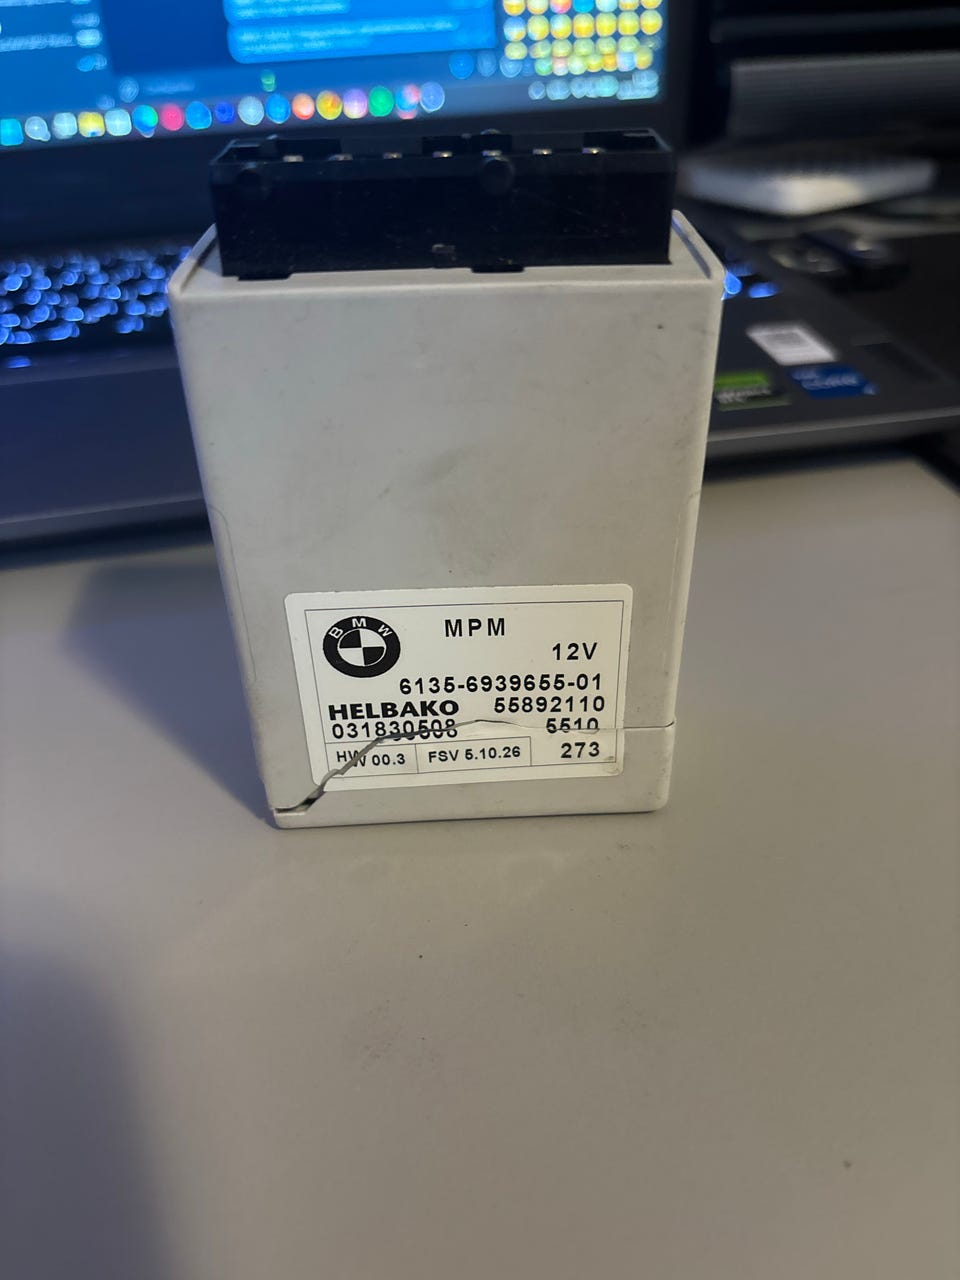 BMW
MPM
12V
6135-6939655-01
HELBAKO 55892110
031830508 5510
HW 00.3 FSV 5.10.26 273